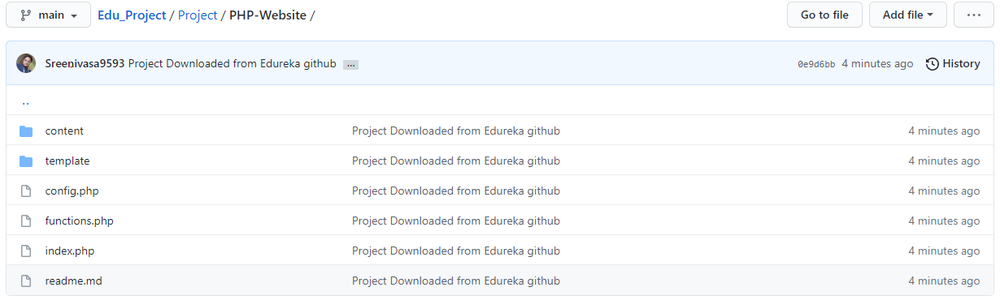 main Edu_Project / Project / PHP-Website / Go to file Add file ...
Sreenivasa9593 Project Downloaded from Edureka github ... 0e9d6bb 4 minutes ago History
..
content Project Downloaded from Edureka github 4 minutes ago
template Project Downloaded from Edureka github 4 minutes ago
config.php Project Downloaded from Edureka github 4 minutes ago
functions.php Project Downloaded from Edureka github 4 minutes ago
index.php Project Downloaded from Edureka github 4 minutes ago
readme.md Project Downloaded from Edureka github 4 minutes ago